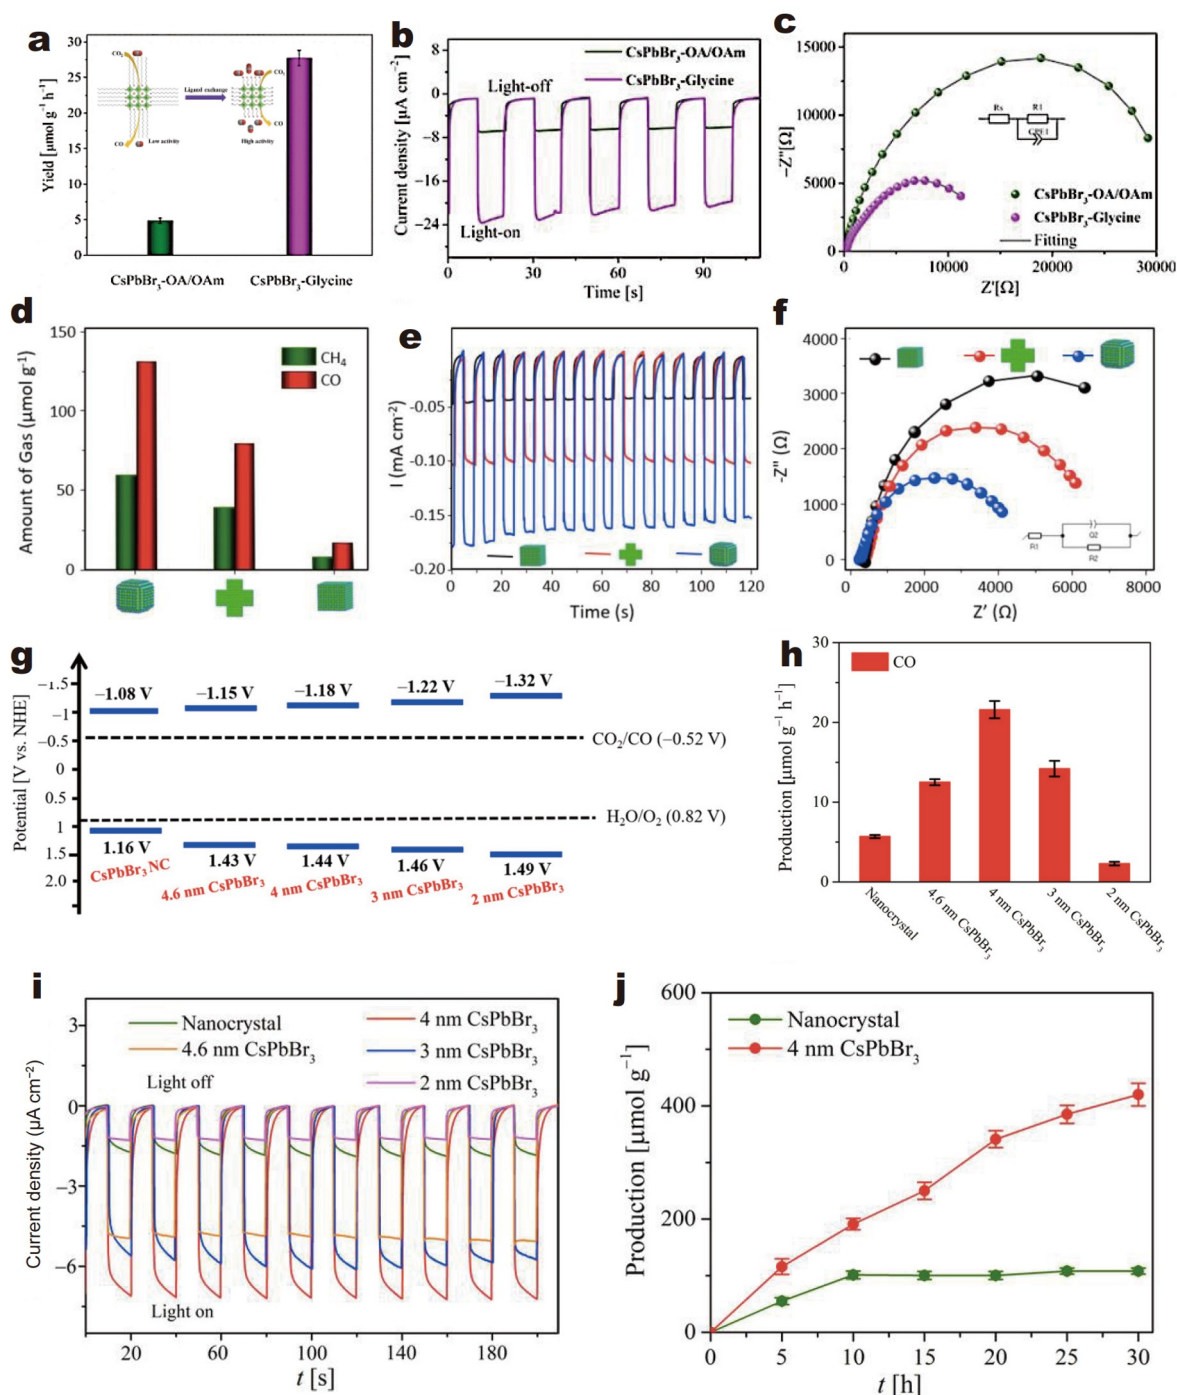 a
30
25
20
15
10
5
0
Yield [μmol g⁻¹ h⁻¹]
CO₂
CO
Low activity
Ligand exchange
CO₂
CO
High activity
CsPbBr₃-OA/OAm
CsPbBr₃-Glycine
b
8
0
−8
−16
−24
Current density [μA cm⁻²]
CsPbBr₃-OA/OAm
CsPbBr₃-Glycine
Light-off
Light-on
0
30
60
90
Time [s]
c
15000
10000
5000
0
−Z''[Ω]
Rs
R1
CPE1
CsPbBr₃-OA/OAm
CsPbBr₃-Glycine
Fitting
0
10000
20000
30000
Z'[Ω]
d
150
100
50
0
Amount of Gas (μmol g⁻¹)
CH₄
CO
e
-0.05
-0.10
-0.15
-0.20
I (mA cm⁻²)
0 10 20 30 40 50 60 70 80 90 100 110 120
Time (s)
f
4000
3000
2000
1000
0
-Z'' (Ω)
R1
Q2
R2
0 2000 4000 6000 8000
Z' (Ω)
g
Potential [V vs. NHE]
−1.5
−1
−0.5
0
0.5
1
1.5
2.0
−1.08 V
−1.15 V
−1.18 V
−1.22 V
−1.32 V
CO₂/CO (−0.52 V)
H₂O/O₂ (0.82 V)
1.16 V
1.43 V
1.44 V
1.46 V
1.49 V
CsPbBr₃ NC
4.6 nm CsPbBr₃
4 nm CsPbBr₃
3 nm CsPbBr₃
2 nm CsPbBr₃
h
30
20
10
0
Production [μmol g⁻¹ h⁻¹]
CO
Nanocrystal
4.6 nm CsPbBr₃
4 nm CsPbBr₃
3 nm CsPbBr₃
2 nm CsPbBr₃
i
3
0
−3
−6
Current density (μA cm⁻²)
Nanocrystal
4.6 nm CsPbBr₃
4 nm CsPbBr₃
3 nm CsPbBr₃
2 nm CsPbBr₃
Light off
Light on
20
60
100
140
180
t [s]
j
600
400
200
0
Production [μmol g⁻¹]
Nanocrystal
4 nm CsPbBr₃
0 5 10 15 20 25 30
t [h]